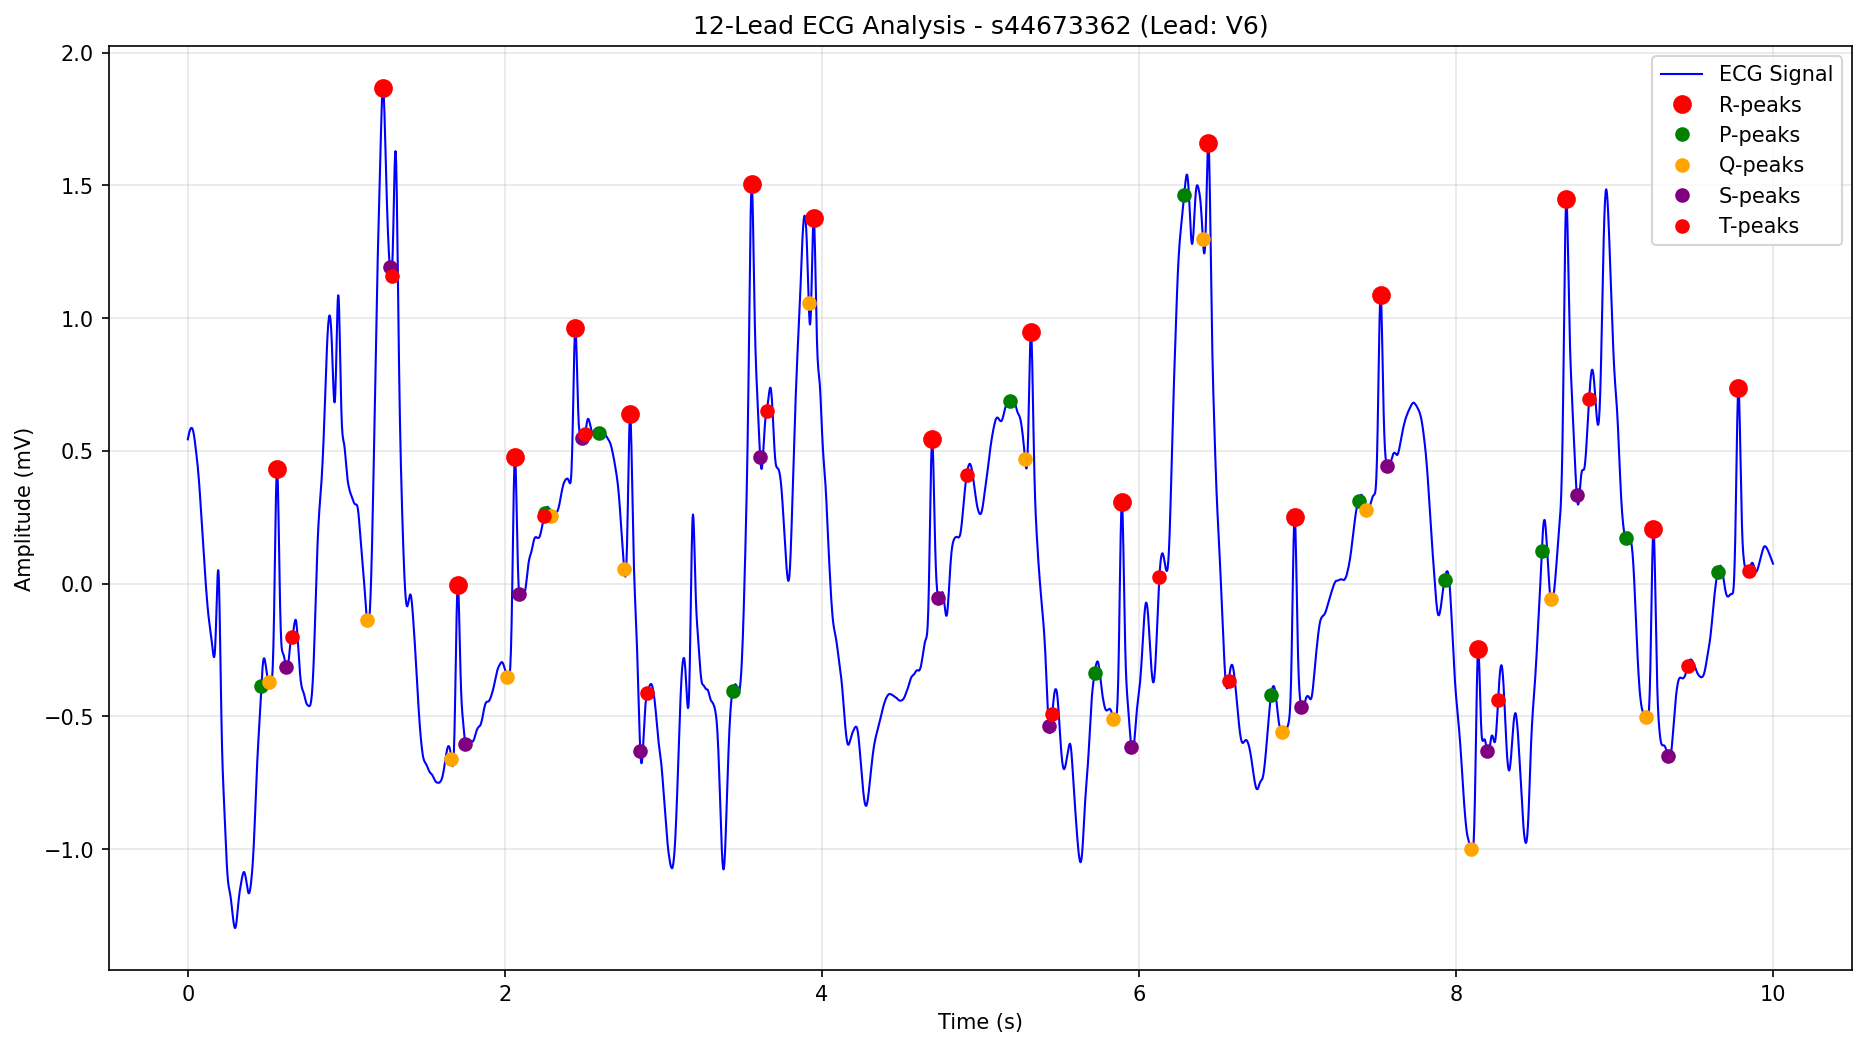 12-Lead ECG Analysis - s44673362 (Lead: V6)
ECG Signal
R-peaks
P-peaks
Q-peaks
S-peaks
T-peaks
Amplitude (mV)
2.0
1.5
1.0
0.5
0.0
−0.5
−1.0
0 2 4 6 8 10
Time (s)